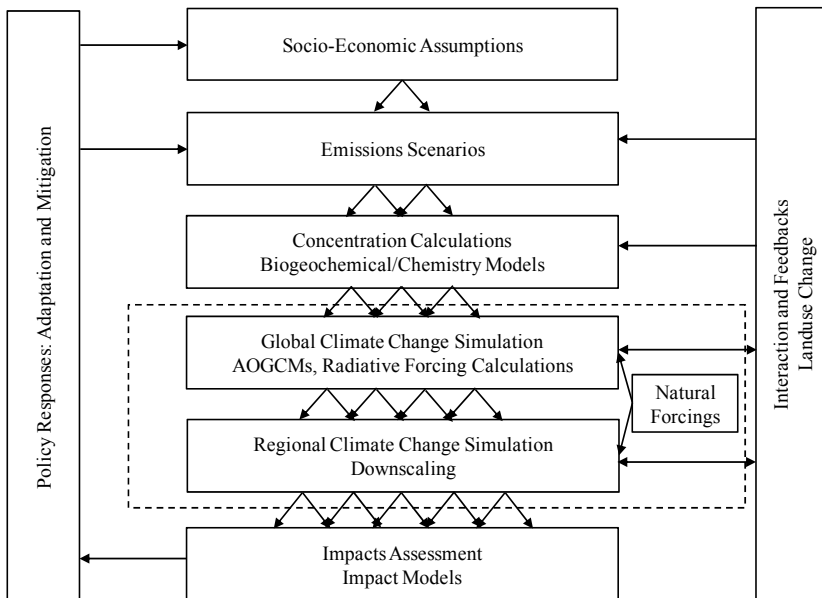 Socio-Economic Assumptions
Emissions Scenarios
Concentration Calculations
Biogeochemical/Chemistry Models
Global Climate Change Simulation
AOGCMs, Radiative Forcing Calculations
Natural
Forcings
Regional Climate Change Simulation
Downscaling
Impacts Assessment
Impact Models
Policy Responses: Adaptation and Mitigation
Interaction and Feedbacks
Landuse Change